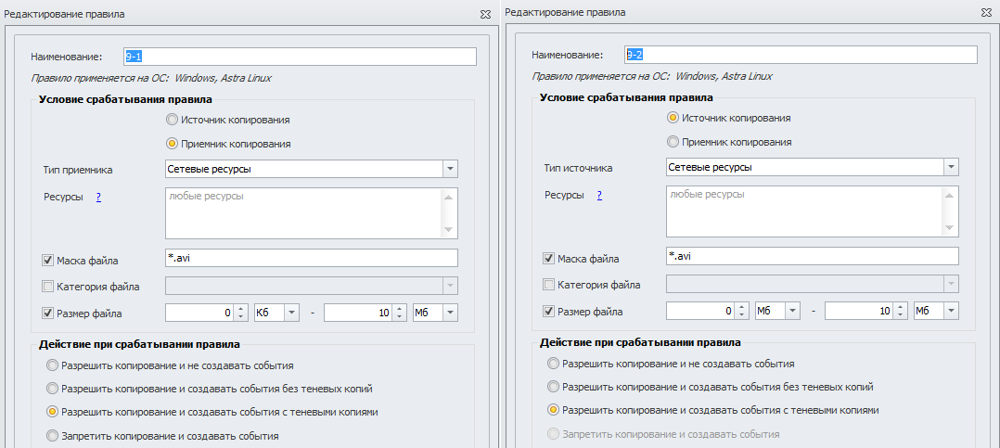 Редактирование правила
Наименование: 9-1
Правило применяется на ОС: Windows, Astra Linux
Условие срабатывания правила
Источник копирования
Приемник копирования
Тип приемника Сетевые ресурсы
Ресурсы ? любые ресурсы
Маска файла *.avi
Категория файла
Размер файла 0 Кб - 10 Мб
Действие при срабатывании правила
Разрешить копирование и не создавать события
Разрешить копирование и создавать события без теневых копий
Разрешить копирование и создавать события с теневыми копиями
Запретить копирование и создавать события
Редактирование правила
Наименование: 9-2
Правило применяется на ОС: Windows, Astra Linux
Условие срабатывания правила
Источник копирования
Приемник копирования
Тип источника Сетевые ресурсы
Ресурсы ? любые ресурсы
Маска файла *.avi
Категория файла
Размер файла 0 Мб - 10 Мб
Действие при срабатывании правила
Разрешить копирование и не создавать события
Разрешить копирование и создавать события без теневых копий
Разрешить копирование и создавать события с теневыми копиями
Запретить копирование и создавать события